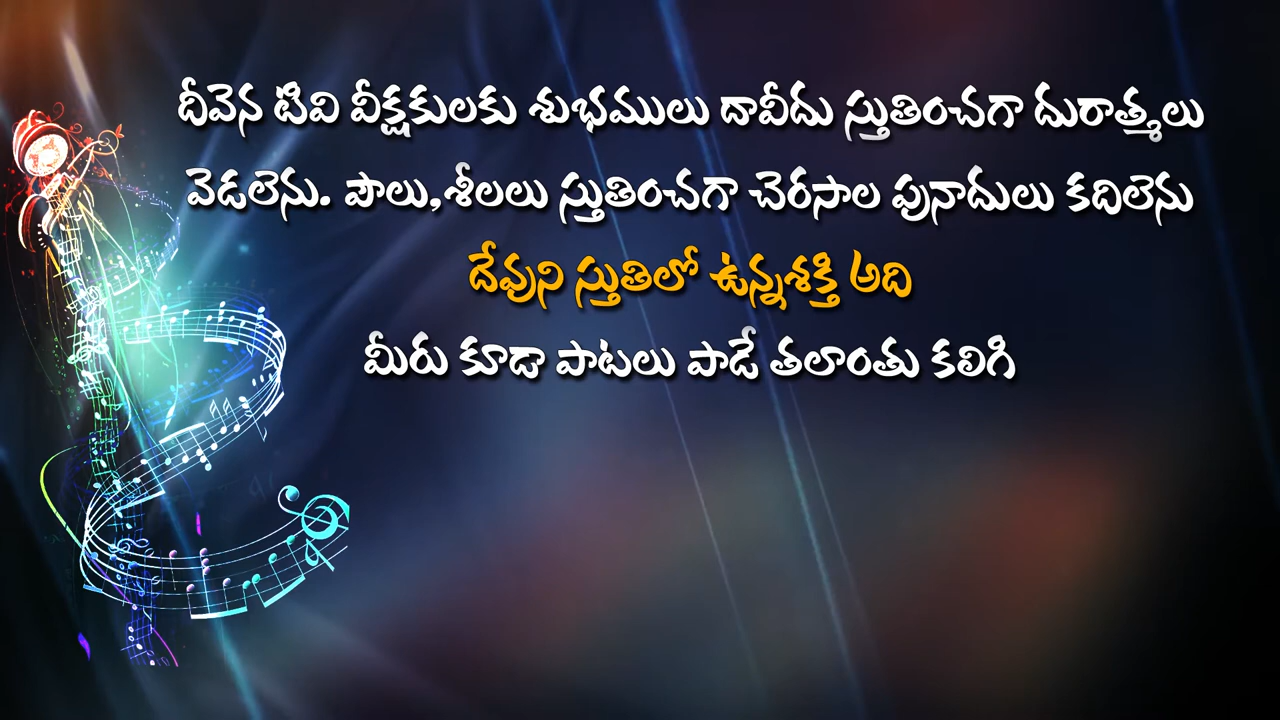 దీవెన టివి వీక్షకులకు శుభములు దావీదు స్తుతించగా దురాత్మలు
వెడలెను. పౌలు,శీలలు స్తుతించగా చెరసాల పునాదులు కదిలెను
దేవుని స్తుతిలో ఉన్నశక్తి అది
మీరు కూడా పాటలు పాడే తలాంతు కలిగి